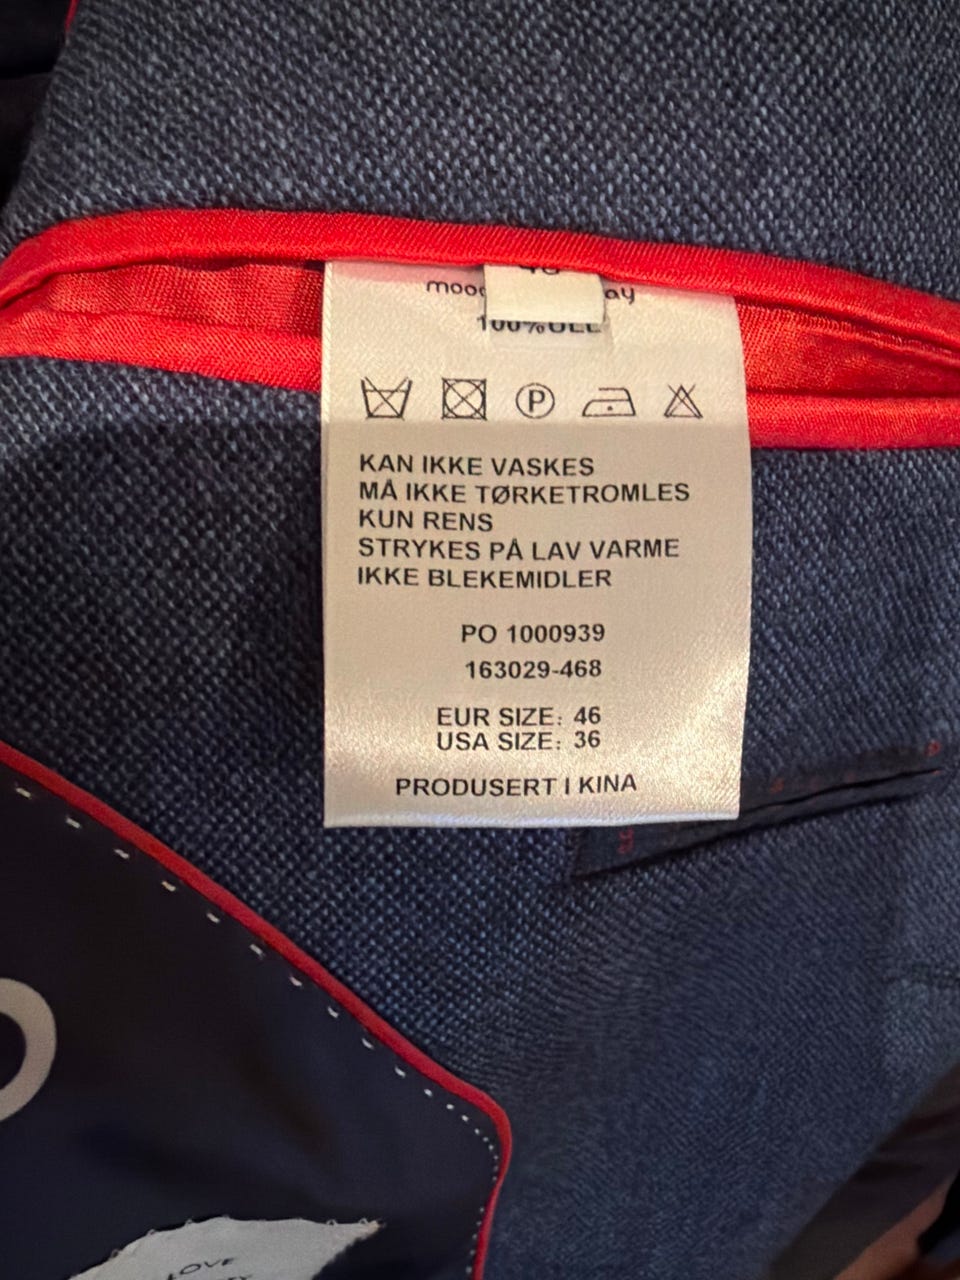 100% ULL
P
KAN IKKE VASKES
MÅ IKKE TØRKETROMLES
KUN RENS
STRYKES PÅ LAV VARME
IKKE BLEKEMIDLER
PO 1000939
163029-468
EUR SIZE: 46
USA SIZE: 36
PRODUSERT I KINA
LOVE